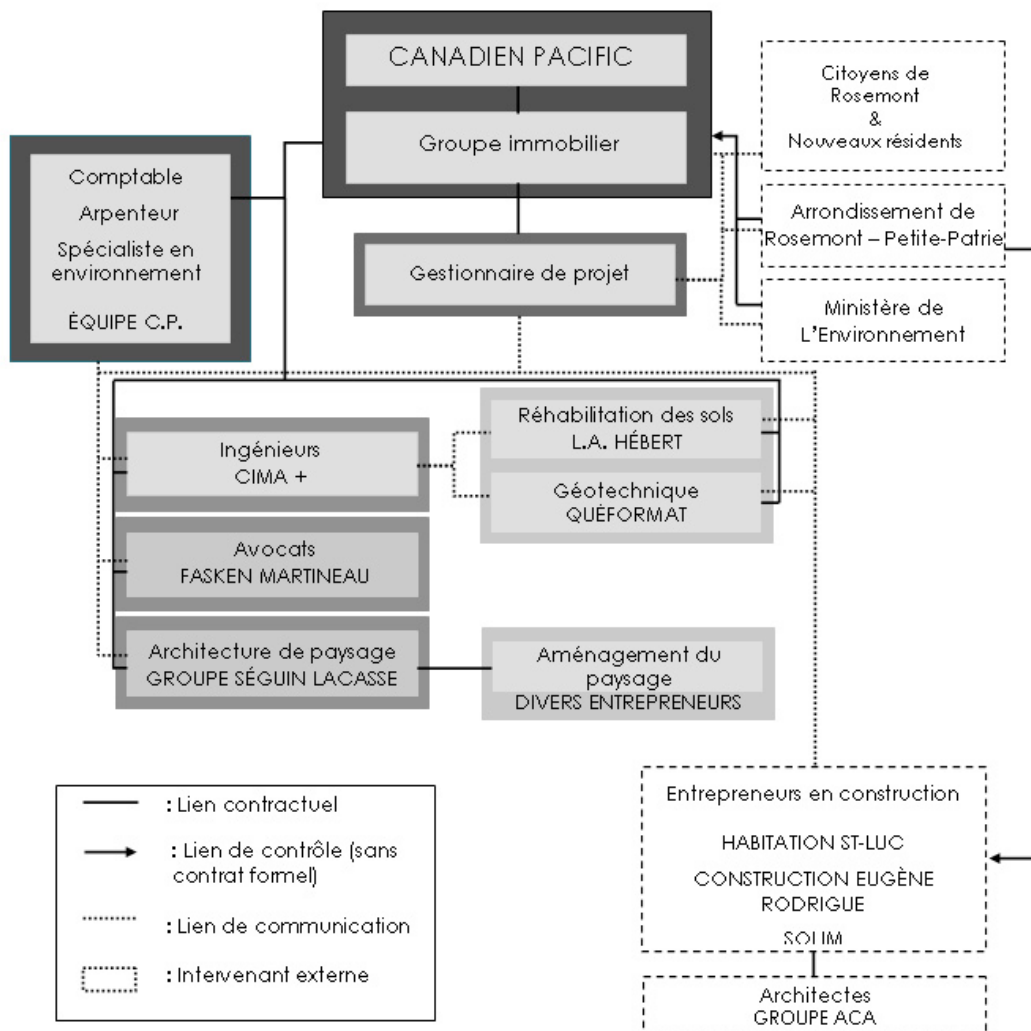 CANADIEN PACIFIC
Groupe immobilier
Citoyens de
Rosemont
&
Nouveaux résidents
Comptable
Arpenteur
Spécialiste en
environnement
ÉQUIPE C.P.
Arrondissement de
Rosemont – Petite-Patrie
Gestionnaire de projet
Ministère de
L'Environnement
Ingénieurs
CIMA +
Réhabilitation des sols
L.A. HÉBERT
Géotechnique
QUÉFORMAT
Avocats
FASKEN MARTINEAU
Architecture de paysage
GROUPE SÉGUIN LACASSE
Aménagement du
paysage
DIVERS ENTREPRENEURS
Entrepreneurs en construction
HABITATION ST-LUC
CONSTRUCTION EUGÈNE
RODRIGUE
SOLIM
Architectes
GROUPE ACA
: Lien contractuel
: Lien de contrôle (sans
contrat formel)
: Lien de communication
: Intervenant externe